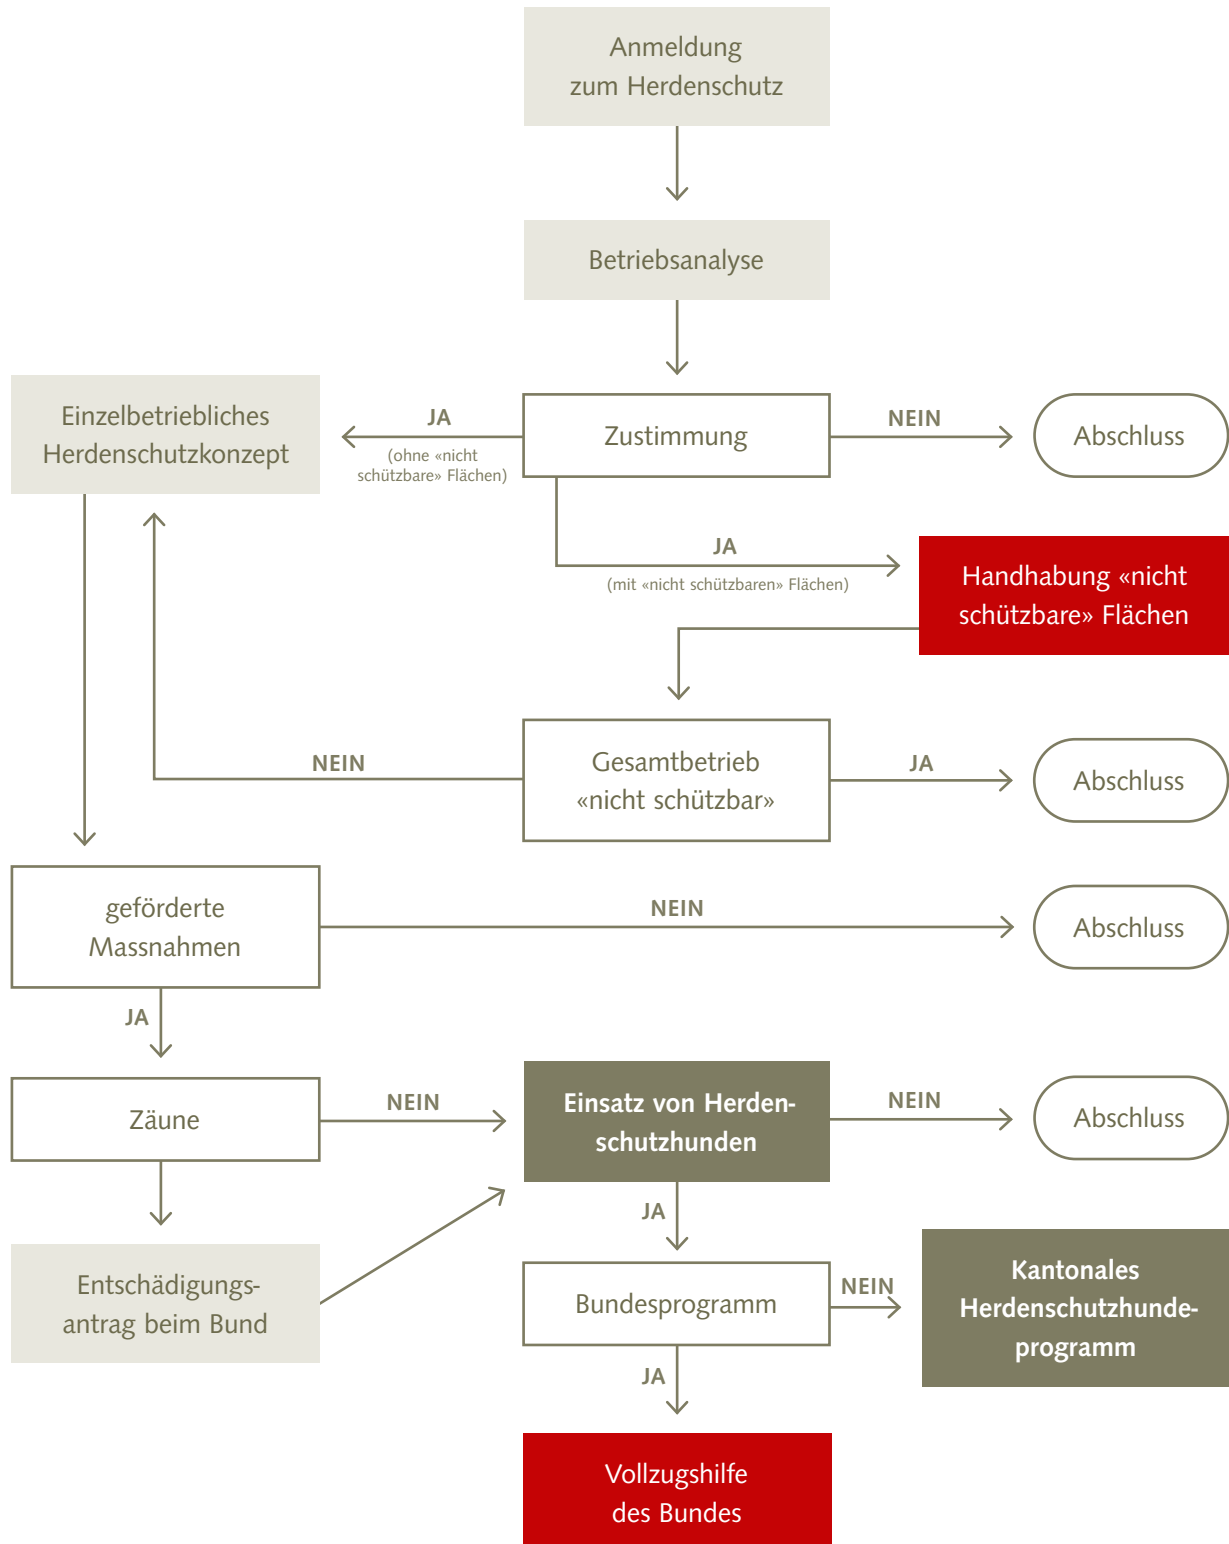 Anmeldung
zum Herdenschutz
Betriebsanalyse
Einzelbetriebliches
Herdenschutzkonzept
JA
(ohne «nicht
schützbare» Flächen)
Zustimmung
NEIN
Abschluss
JA
(mit «nicht schützbaren» Flächen)
Handhabung «nicht
schützbare» Flächen
NEIN
Gesamtbetrieb
«nicht schützbar»
JA
Abschluss
geförderte
Massnahmen
NEIN
Abschluss
JA
Zäune
NEIN
Einsatz von Herden-
schutzhunden
NEIN
Abschluss
JA
Entschädigungs-
antrag beim Bund
Bundesprogramm
NEIN
Kantonales
Herdenschutzhunde-
programm
JA
Vollzugshilfe
des Bundes